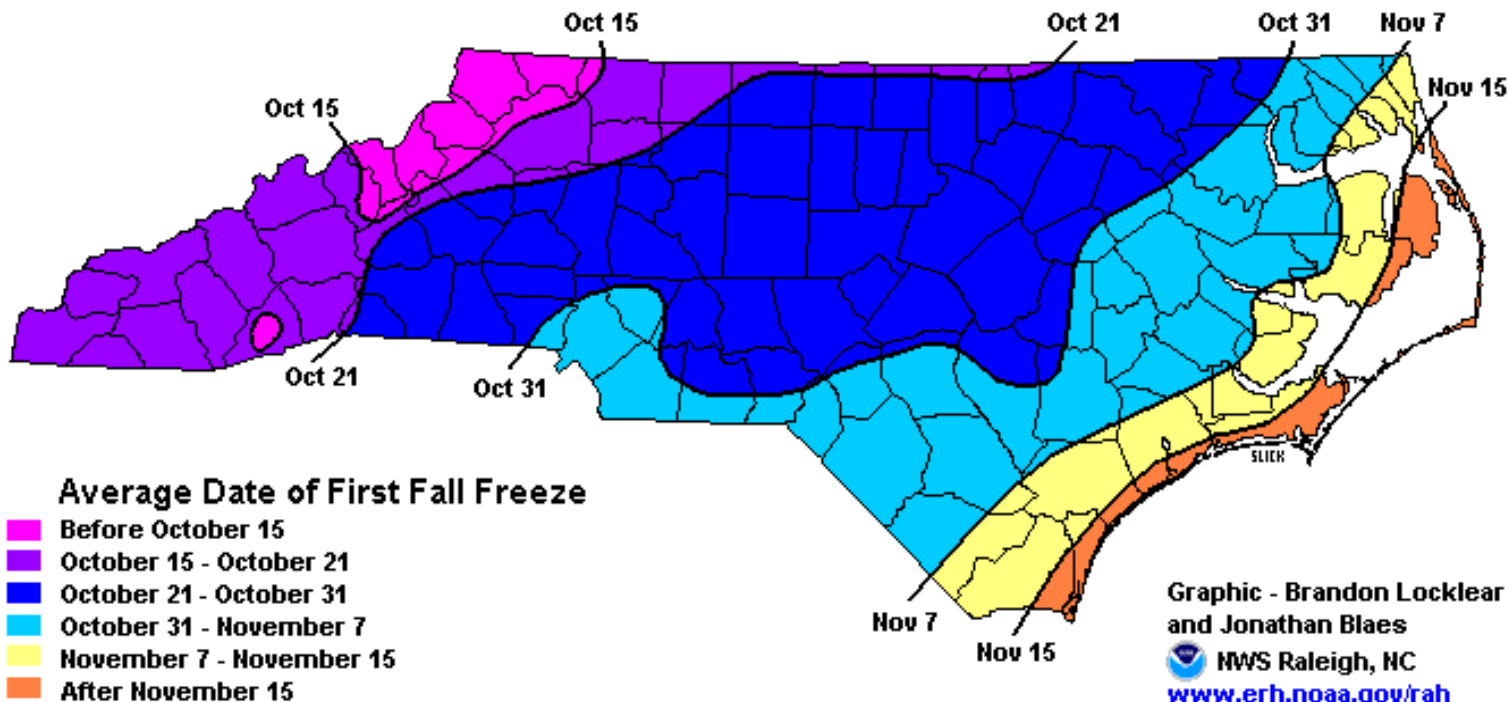 Oct 15
Oct 21
Oct 31
Nov 7
Nov 15
Oct 15
Oct 21
Oct 31
SLICK
Nov 7
Nov 15
Average Date of First Fall Freeze
Before October 15
October 15 - October 21
October 21 - October 31
October 31 - November 7
November 7 - November 15
After November 15
Graphic - Brandon Locklear
and Jonathan Blaes
NWS Raleigh, NC
www.erh.noaa.gov/rah